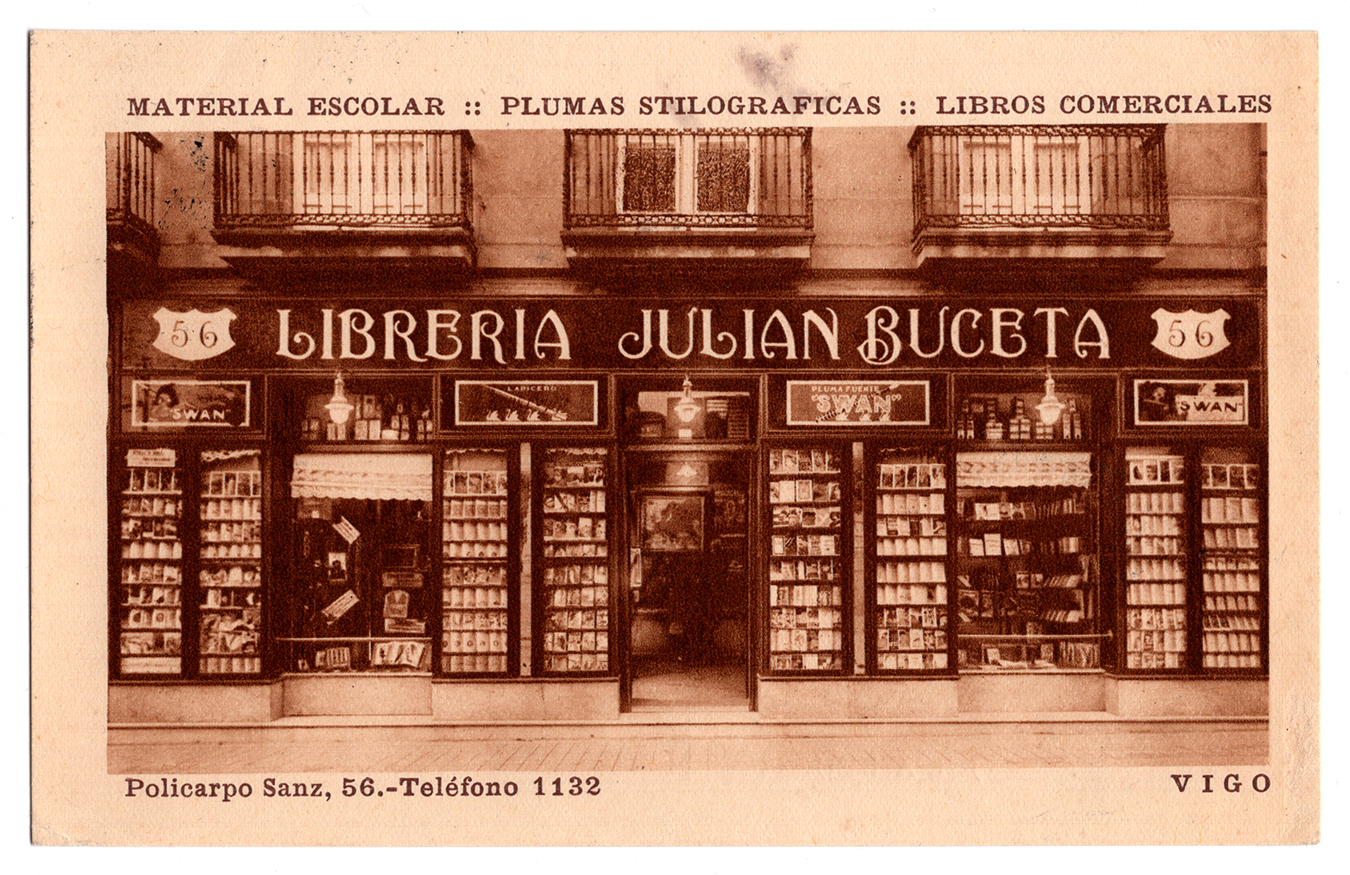 MATERIAL ESCOLAR :: PLUMAS STILOGRAFICAS :: LIBROS COMERCIALES
56 LIBRERIA JULIAN BUCETA 56
"SWAN"
LAPICERO
PLUMA FUENTE
"SWAN"
SWAN"
Policarpo Sanz, 56.-Teléfono 1132
VIGO